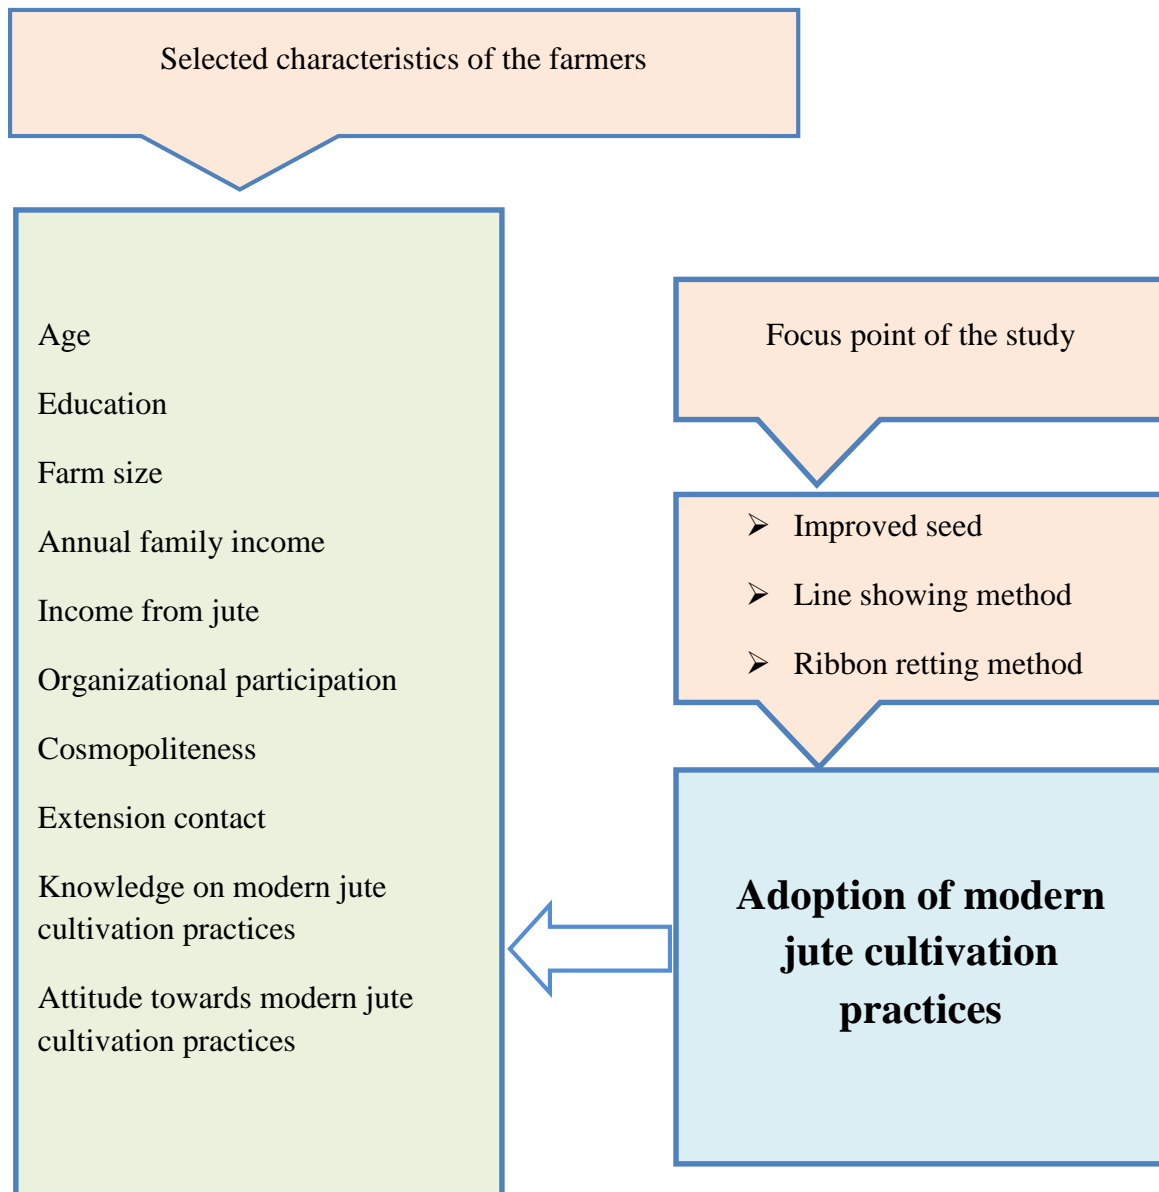 Selected characteristics of the farmers
Age
Education
Farm size
Annual family income
Income from jute
Organizational participation
Cosmopoliteness
Extension contact
Knowledge on modern jute
cultivation practices
Attitude towards modern jute
cultivation practices
Focus point of the study
➢ Improved seed
➢ Line showing method
➢ Ribbon retting method
Adoption of modern
jute cultivation
practices